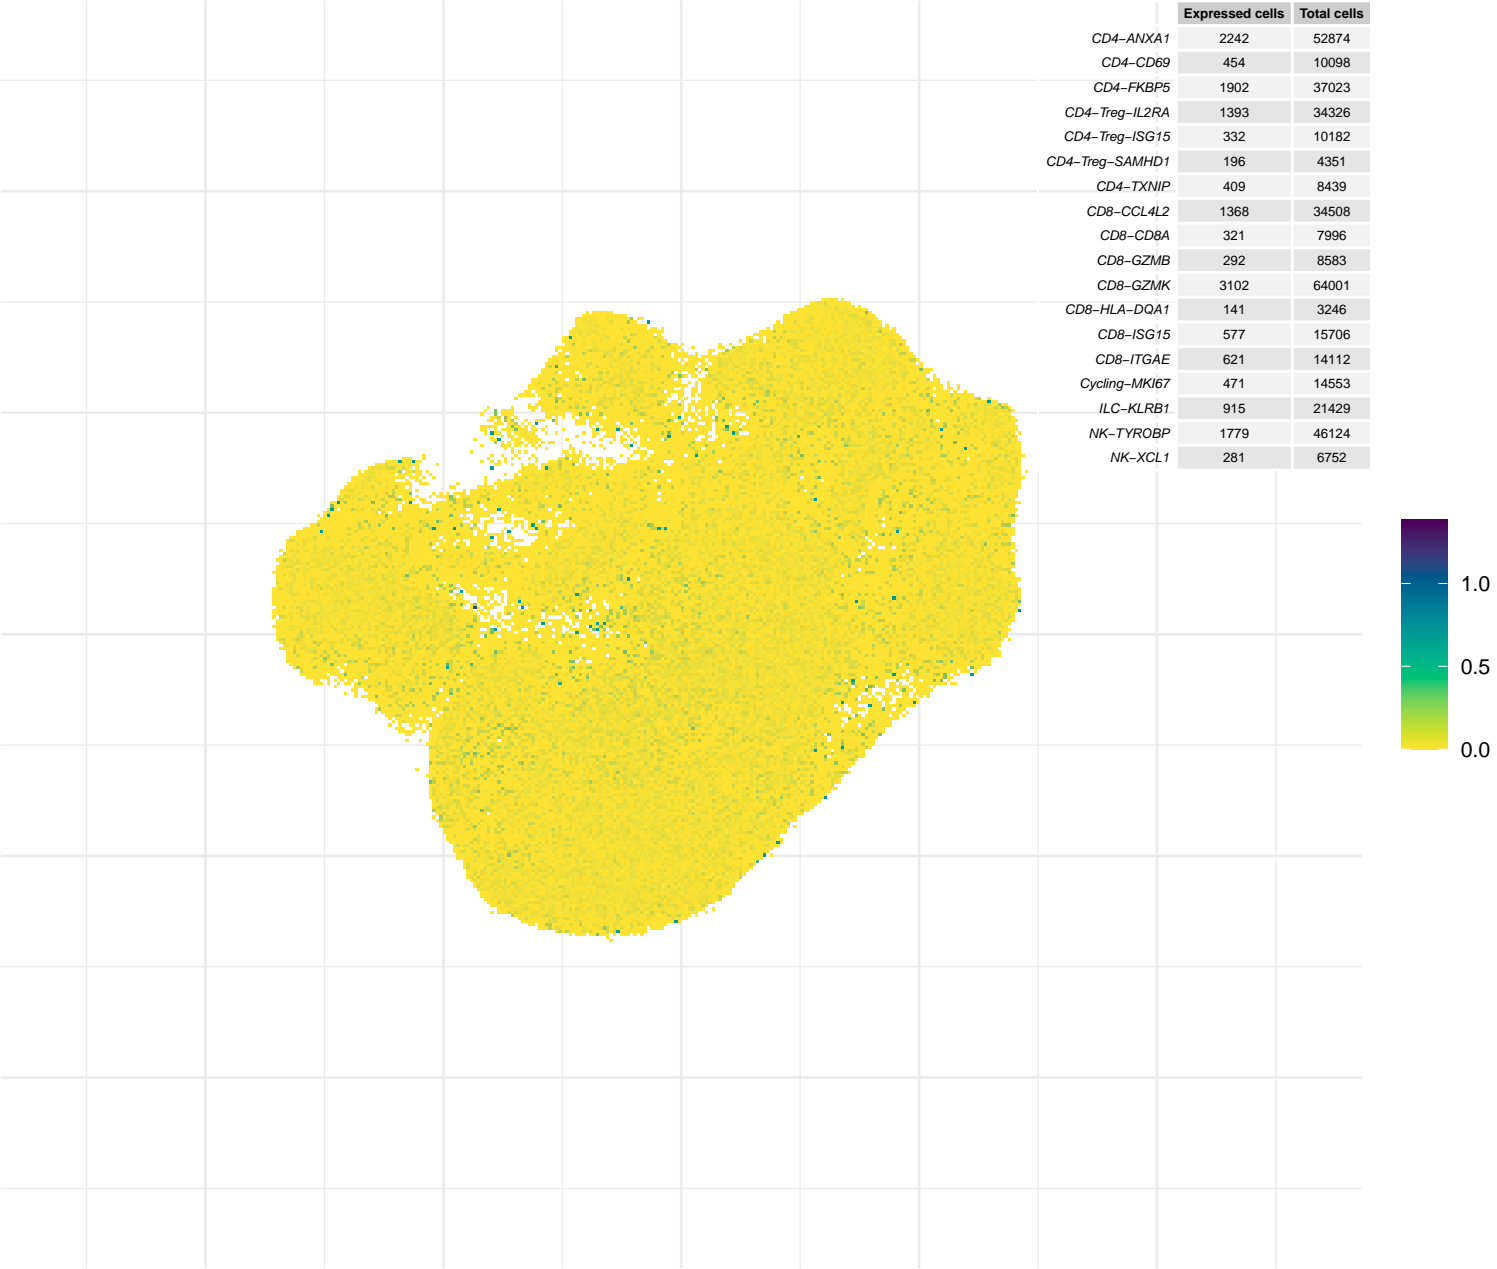 Expressed cells Total cells
CD4−ANXA1 2242 52874
CD4−CD69 454 10098
CD4−FKBP5 1902 37023
CD4−Treg−IL2RA 1393 34326
CD4−Treg−ISG15 332 10182
CD4−Treg−SAMHD1 196 4351
CD4−TXNIP 409 8439
CD8−CCL4L2 1368 34508
CD8−CD8A 321 7996
CD8−GZMB 292 8583
CD8−GZMK 3102 64001
CD8−HLA−DQA1 141 3246
CD8−ISG15 577 15706
CD8−ITGAE 621 14112
Cycling−MKI67 471 14553
ILC−KLRB1 915 21429
NK−TYROBP 1779 46124
NK−XCL1 281 6752
1.0
0.5
0.0